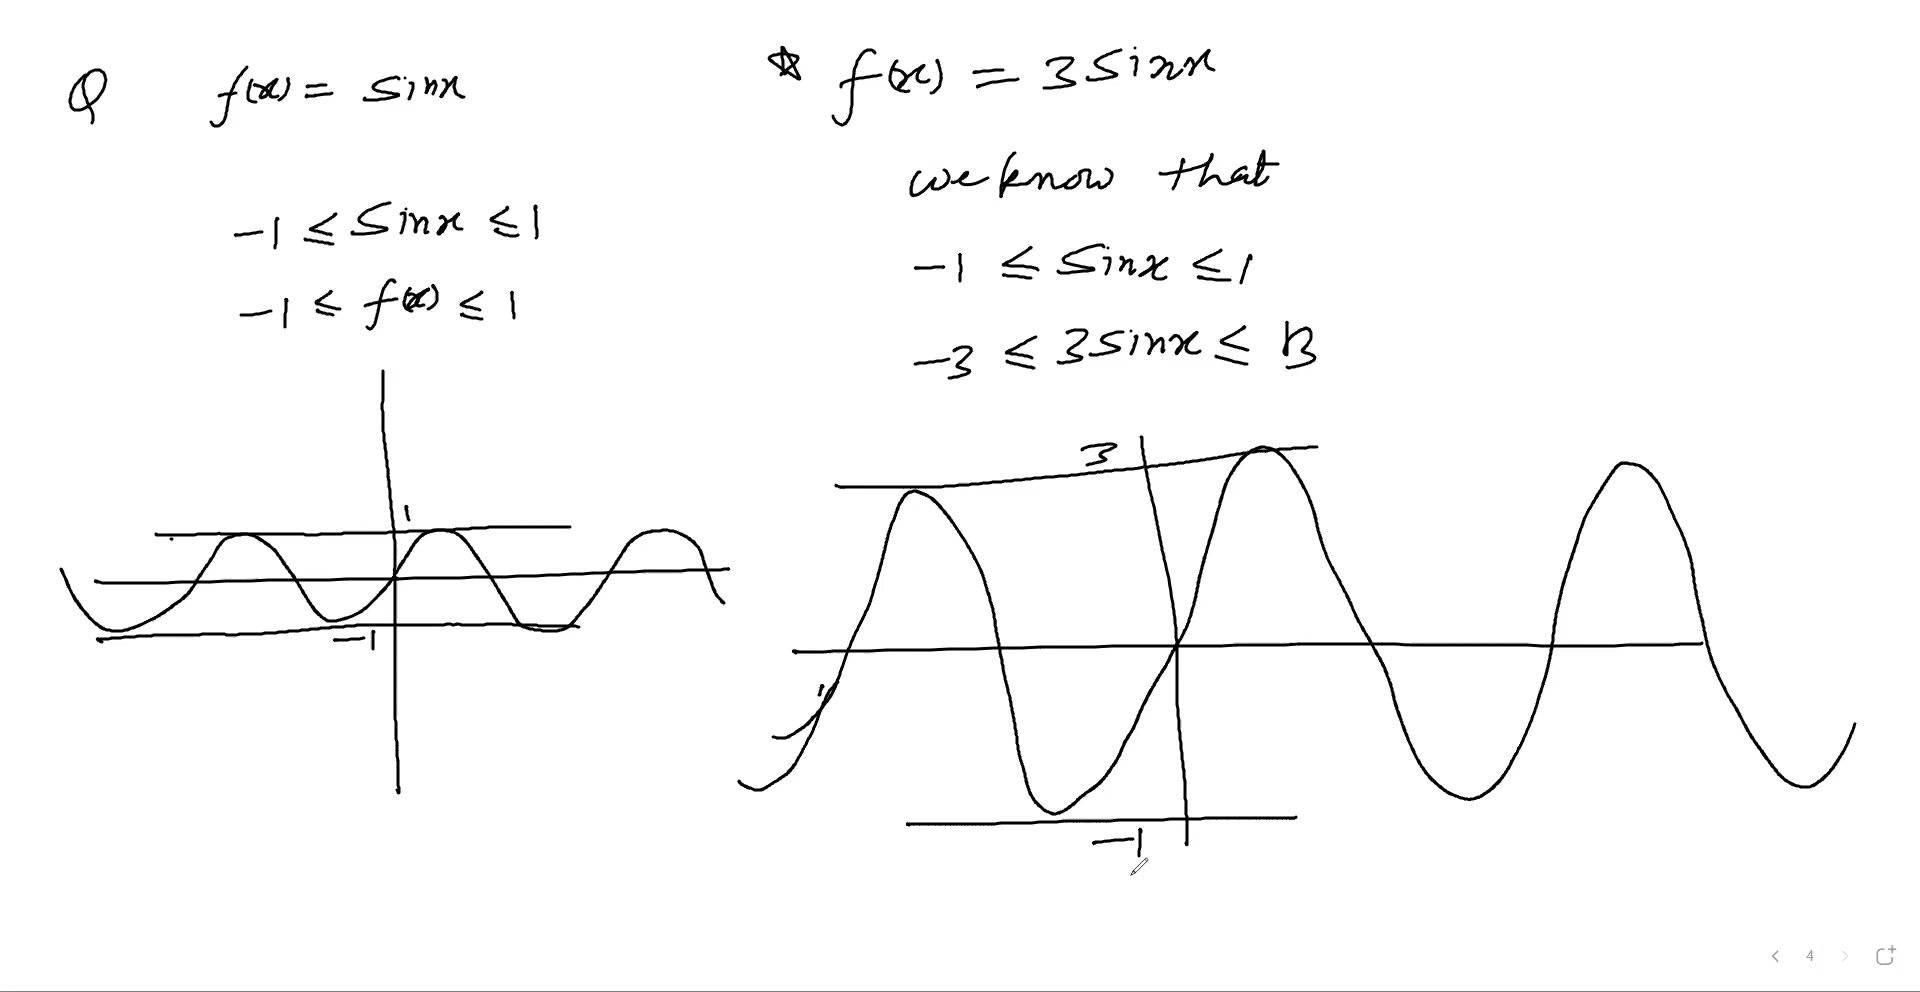 Q f(x) = sinx
-1 ≤ sinx ≤ 1
-1 ≤ f(x) ≤ 1
1
-1
☆ f(x) = 3sinx
we know that
-1 ≤ sinx ≤ 1
-3 ≤ 3sinx ≤ 13
3
-1
4